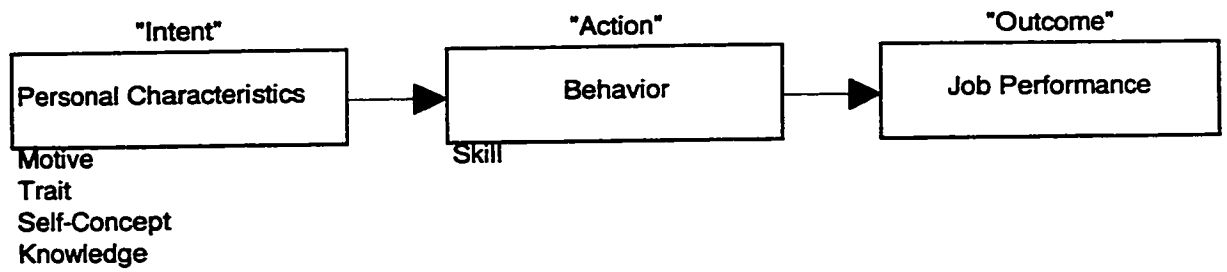 "Intent"
"Action"
"Outcome"
Personal Characteristics
Behavior
Job Performance
Motive
Trait
Self-Concept
Knowledge
Skill